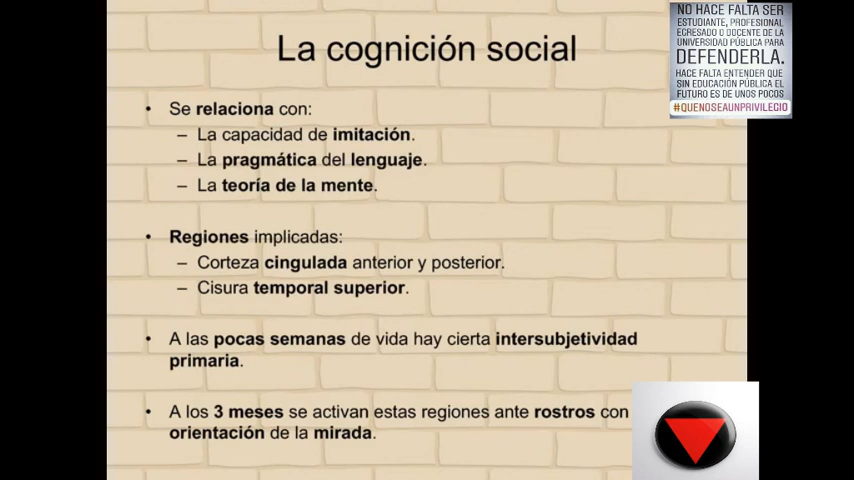 La cognición social
• Se relaciona con:
– La capacidad de imitación.
– La pragmática del lenguaje.
– La teoría de la mente.
• Regiones implicadas:
– Corteza cingulada anterior y posterior.
– Cisura temporal superior.
• A las pocas semanas de vida hay cierta intersubjetividad
primaria.
• A los 3 meses se activan estas regiones ante rostros con
orientación de la mirada.
NO HACE FALTA SER
ESTUDIANTE, PROFESIONAL
EGRESADO O DOCENTE DE LA
UNIVERSIDAD PÚBLICA PARA
DEFENDERLA.
HACE FALTA ENTENDER QUE
SIN EDUCACIÓN PÚBLICA EL
FUTURO ES DE UNOS POCOS
#QUENOSEAUNPRIVILEGIO